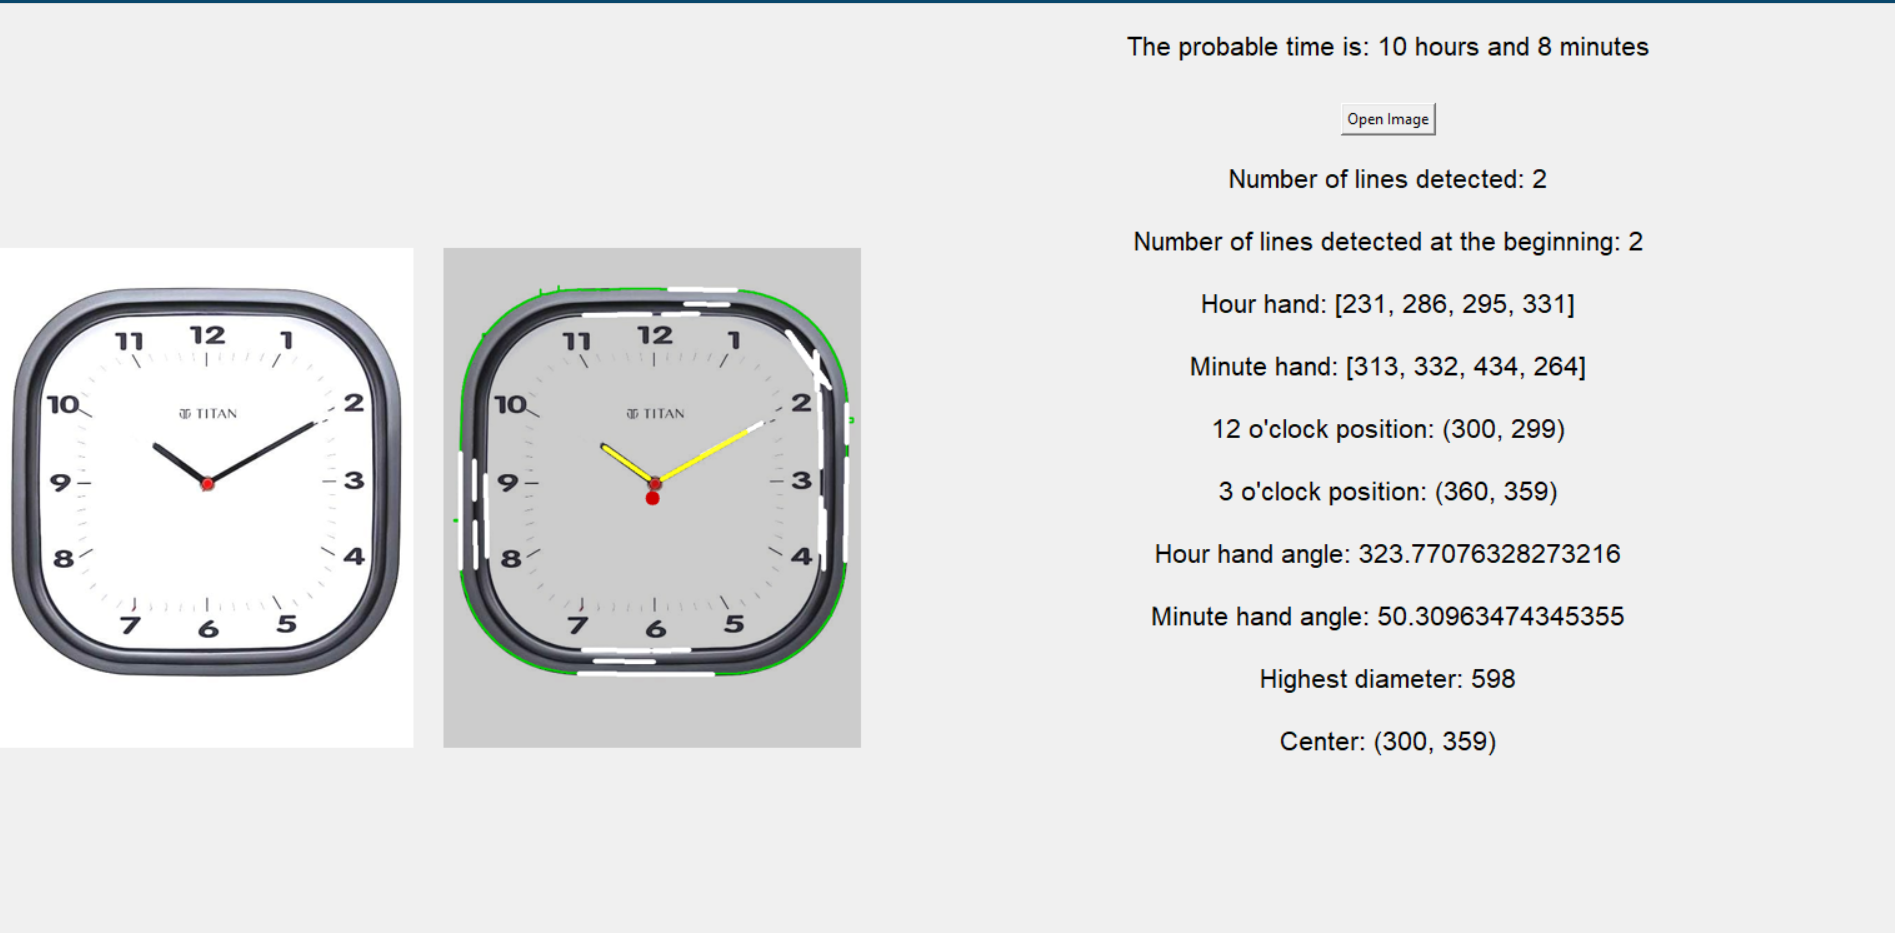 The probable time is: 10 hours and 8 minutes
Open Image
Number of lines detected: 2
Number of lines detected at the beginning: 2
Hour hand: [231, 286, 295, 331]
Minute hand: [313, 332, 434, 264]
12 o'clock position: (300, 299)
3 o'clock position: (360, 359)
Hour hand angle: 323.77076328273216
Minute hand angle: 50.30963474345355
Highest diameter: 598
Center: (300, 359)
11 12 1
10 2
TITAN
9 3
8 4
7 6 5
11 12 1
10 2
TITAN
9 3
8 4
7 6 5